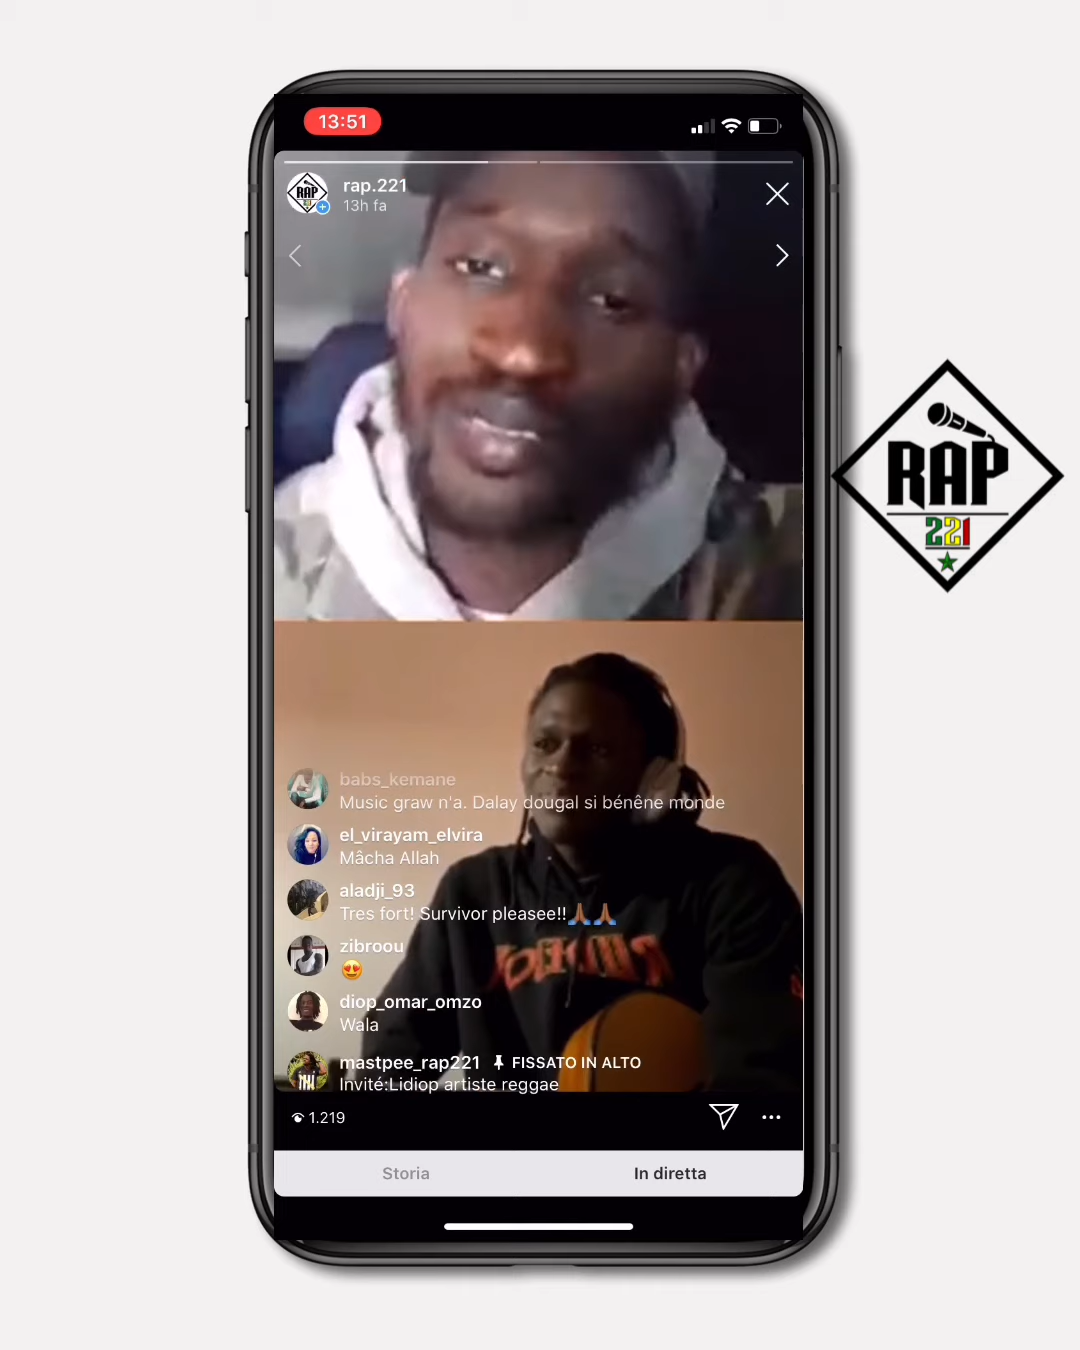 13:51
rap.221
13h fa
RAP
221
babs_kemane
Music graw n'a. Dalay dougal si bénêne monde
el_virayam_elvira
Mâcha Allah
aladji_93
Tres fort! Survivor pleasee!!🙏🏾🙏🏾
zibroou
😍
diop_omar_omzo
Wala
mastpee_rap221 📌 FISSATO IN ALTO
Invité:Lidiop artiste reggae
1.219
Storia
In diretta